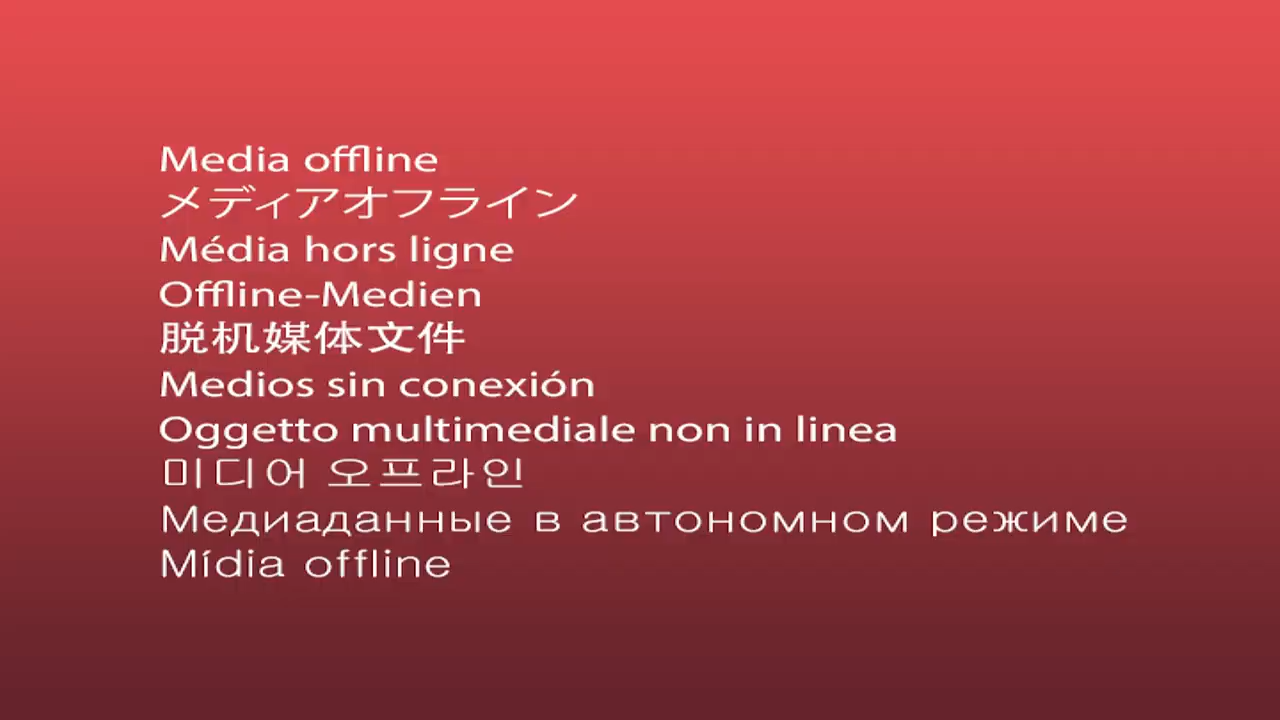 Media offline
メディアオフライン
Média hors ligne
Offline-Medien
脱机媒体文件
Medios sin conexión
Oggetto multimediale non in linea
미디어 오프라인
Медиаданные в автономном режиме
Mídia offline